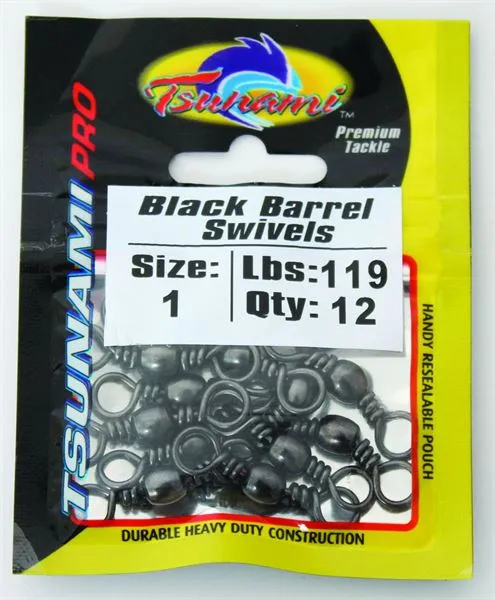 Tsunami™
Premium
Tackle
TSUNAMI PRO
Black Barrel
Swivels
Size:
1
Lbs:119
Qty: 12
HANDY RESEALABLE POUCH
DURABLE HEAVY DUTY CONSTRUCTION